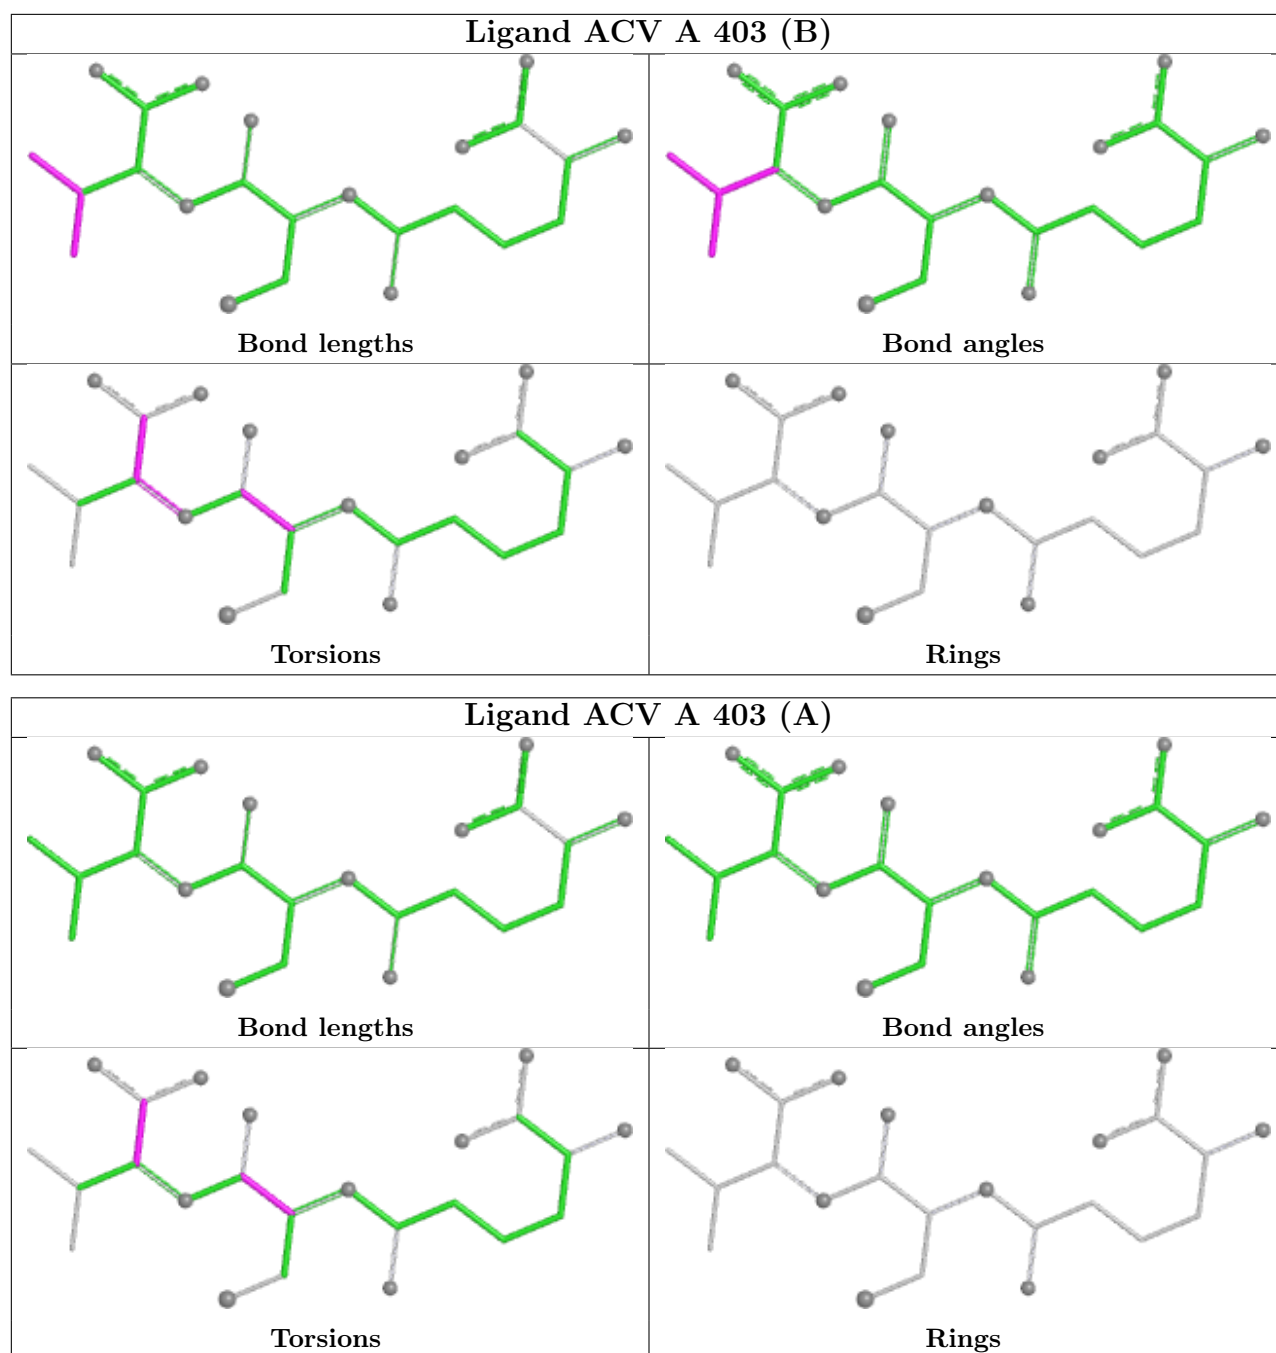 Ligand ACV A 403 (B)
Bond lengths
Bond angles
Torsions
Rings
Ligand ACV A 403 (A)
Bond lengths
Bond angles
Torsions
Rings